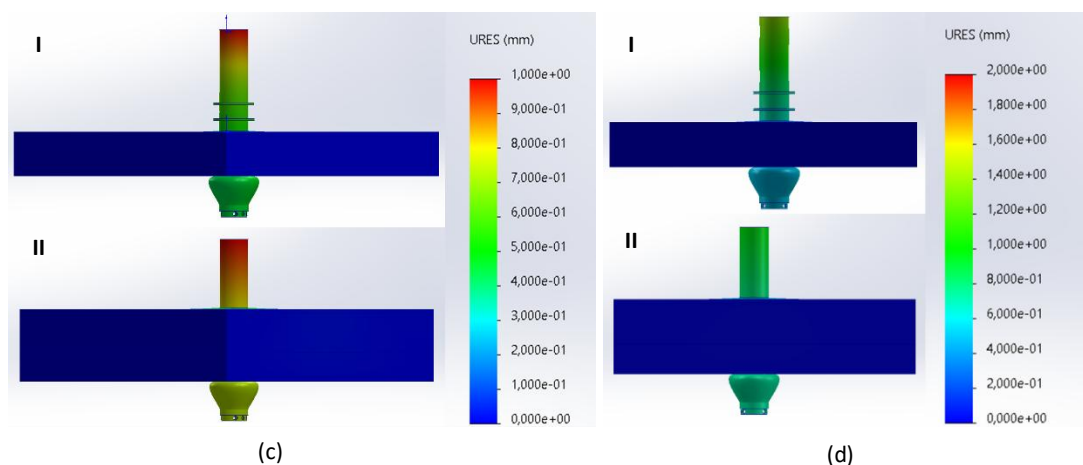 I
URES (mm)
1,000e+00
9,000e-01
8,000e-01
7,000e-01
6,000e-01
5,000e-01
4,000e-01
3,000e-01
2,000e-01
1,000e-01
0,000e+00
II
(c)
I
URES (mm)
2,000e+00
1,800e+00
1,600e+00
1,400e+00
1,200e+00
1,000e+00
8,000e-01
6,000e-01
4,000e-01
2,000e-01
0,000e+00
II
(d)